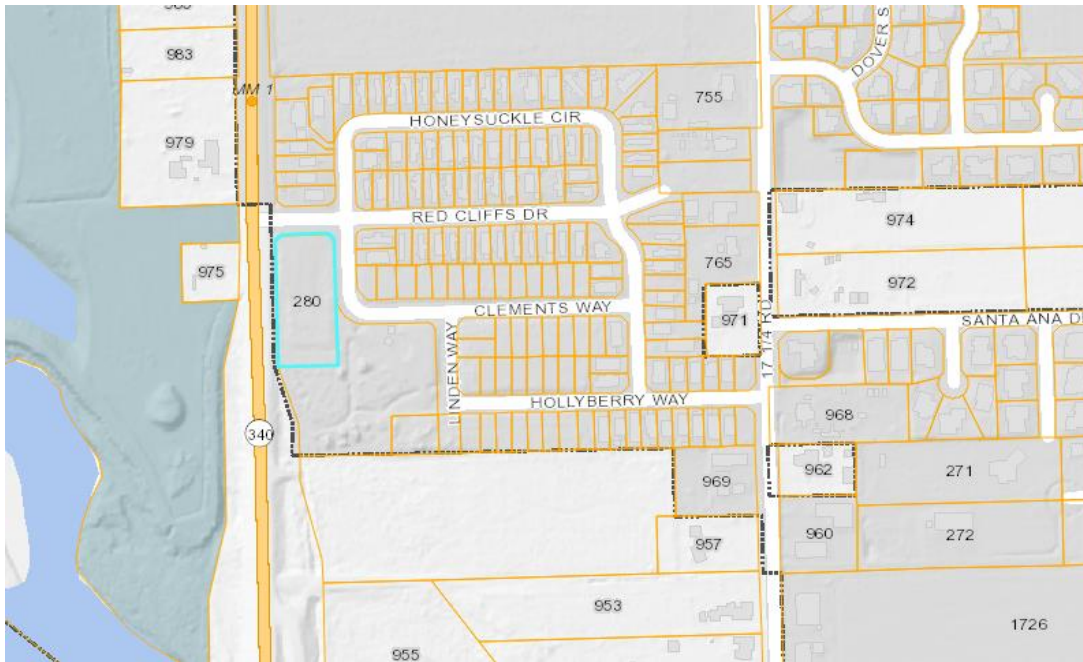 983
MM 1
DOVER S
755
HONEYSUCKLE CIR
979
RED CLIFFS DR
974
975
765
972
280
CLEMENTS WAY
971
17 1/4 RD
SANTA ANA D
LINDEN WAY
HOLLYBERRY WAY
968
340
962
271
969
960
272
957
953
1726
955